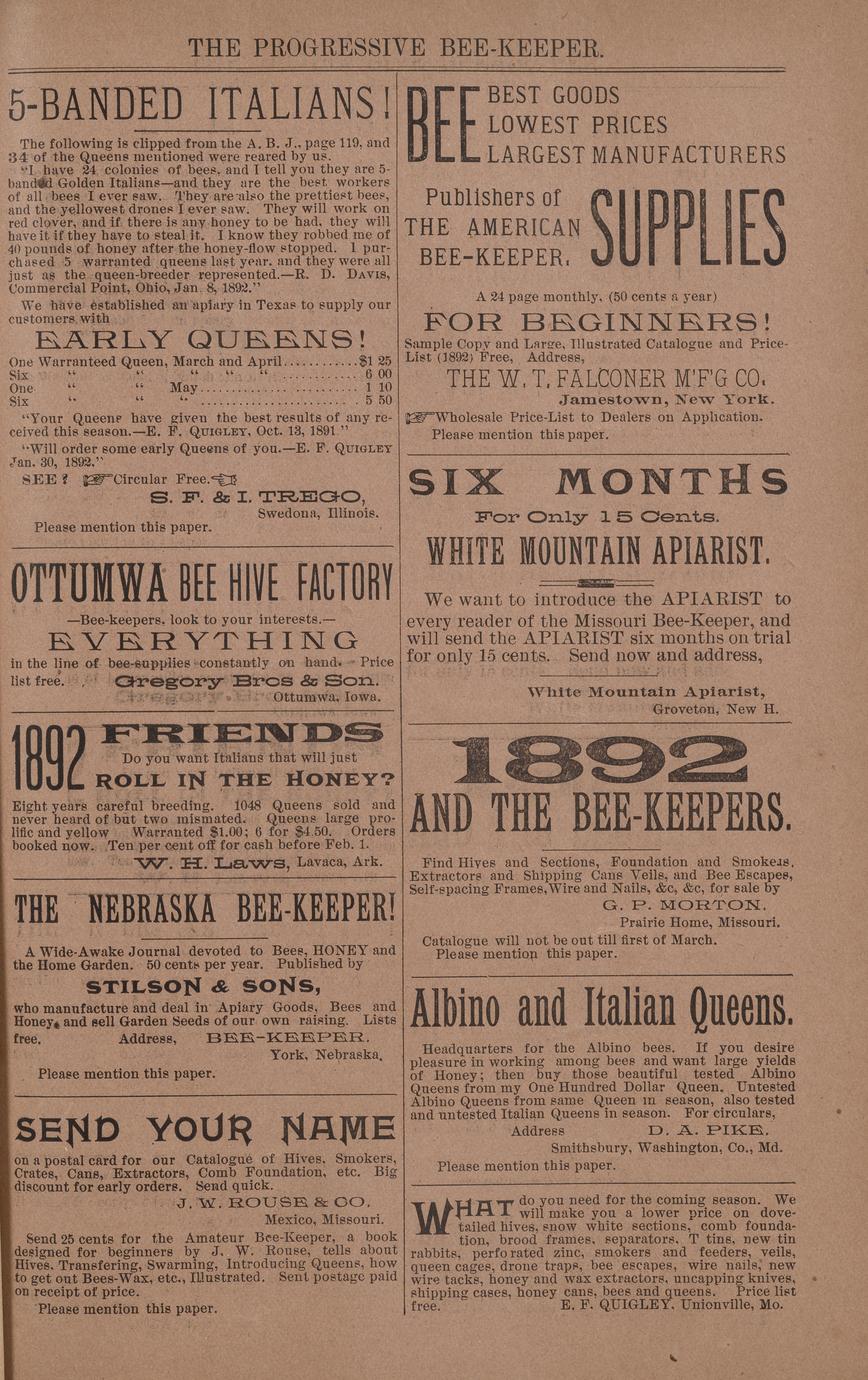 THE PROGRESSIVE BEE-KEEPER.
5-BANDED ITALIANS!
The following is clipped from the A. B. J., page 119, and
34 of the Queens mentioned were reared by us.
"I have 24 colonies of bees, and I tell you they are 5-
banded Golden Italians—and they are the best workers
of all bees I ever saw. They are also the prettiest bees,
and the yellowest drones I ever saw. They will work on
red clover, and if there is any honey to be had, they will
have it if they have to steal it. I know they robbed me of
40 pounds of honey after the honey-flow stopped. I pur-
chased 5 warranted queens last year, and they were all
just as the queen-breeder represented.—R. D. DAVIS,
Commercial Point, Ohio, Jan. 8, 1892."
We have established an apiary in Texas to supply our
customers with
EARLY QUEENS!
One Warranteed Queen, March and April............$1 25
Six " " " " ............. 6 00
One " May........................ 1 10
Six " " ........................ 5 50
"Your Queens have given the best results of any re-
ceived this season.—E. F. QUIGLEY, Oct. 13, 1891 "
"Will order some early Queens of you.—E. F. QUIGLEY
Jan. 30, 1892."
SEE? ☞Circular Free.☜
S. F. & I. TREGO,
Swedona, Illinois.
Please mention this paper.
OTTUMWA BEE HIVE FACTORY
—Bee-keepers, look to your interests.—
EVERYTHING
in the line of bee-supplies constantly on hand. Price
list free. Gregory Bros & Son.
Ottumwa, Iowa.
1892 FRIENDS
Do you want Italians that will just
ROLL IN THE HONEY?
Eight years careful breeding. 1048 Queens sold and
never heard of but two mismated. Queens large pro-
lific and yellow Warranted $1.00; 6 for $4.50. Orders
booked now. Ten per cent off for cash before Feb. 1.
W. H. Laws, Lavaca, Ark.
THE NEBRASKA BEE-KEEPER!
A Wide-Awake Journal devoted to Bees, HONEY and
the Home Garden. 50 cents per year. Published by
STILSON & SONS,
who manufacture and deal in Apiary Goods, Bees and
Honey, and sell Garden Seeds of our own raising. Lists
free. Address, BEE-KEEPER.
York, Nebraska.
Please mention this paper.
SEND YOUR NAME
on a postal card for our Catalogue of Hives, Smokers,
Crates, Cans, Extractors, Comb Foundation, etc. Big
discount for early orders. Send quick.
J. W. ROUSE & CO.
Mexico, Missouri.
Send 25 cents for the Amateur Bee-Keeper, a book
designed for beginners by J. W. Rouse, tells about
Hives, Transfering, Swarming, Introducing Queens, how
to get out Bees-Wax, etc., Illustrated. Sent postage paid
on receipt of price.
Please mention this paper.
BEE BEST GOODS
LOWEST PRICES
LARGEST MANUFACTURERS
Publishers of
THE AMERICAN
BEE-KEEPER.
SUPPLIES
A 24 page monthly, (50 cents a year)
FOR BEGINNERS!
Sample Copy and Large, Illustrated Catalogue and Price-
List (1892) Free, Address,
THE W. T. FALCONER M'F'G CO.
Jamestown, New York.
☞Wholesale Price-List to Dealers on Application.
Please mention this paper.
SIX MONTHS
For Only 15 Cents.
WHITE MOUNTAIN APIARIST.
We want to introduce the APIARIST to
every reader of the Missouri Bee-Keeper, and
will send the APIARIST six months on trial
for only 15 cents. Send now and address,
White Mountain Apiarist,
Groveton, New H.
1892
AND THE BEE-KEEPERS.
Find Hives and Sections, Foundation and Smokers,
Extractors and Shipping Cans Veils, and Bee Escapes,
Self-spacing Frames, Wire and Nails, &c, &c, for sale by
G. P. MORTON.
Prairie Home, Missouri.
Catalogue will not be out till first of March.
Please mention this paper.
Albino and Italian Queens.
Headquarters for the Albino bees. If you desire
pleasure in working among bees and want large yields
of Honey; then buy those beautiful tested Albino
Queens from my One Hundred Dollar Queen. Untested
Albino Queens from same Queen in season, also tested
and untested Italian Queens in season. For circulars,
Address D. A. PIKE.
Smithsburg, Washington, Co., Md.
Please mention this paper.
WHAT do you need for the coming season. We
will make you a lower price on dove-
tailed hives, snow white sections, comb founda-
tion, brood frames, separators, T tins, new tin
rabbits, perforated zinc, smokers and feeders, veils,
queen cages, drone traps, bee escapes, wire nails, new
wire tacks, honey and wax extractors, uncapping knives,
shipping cases, honey cans, bees and queens. Price list
free. E. F. QUIGLEY, Unionville, Mo.